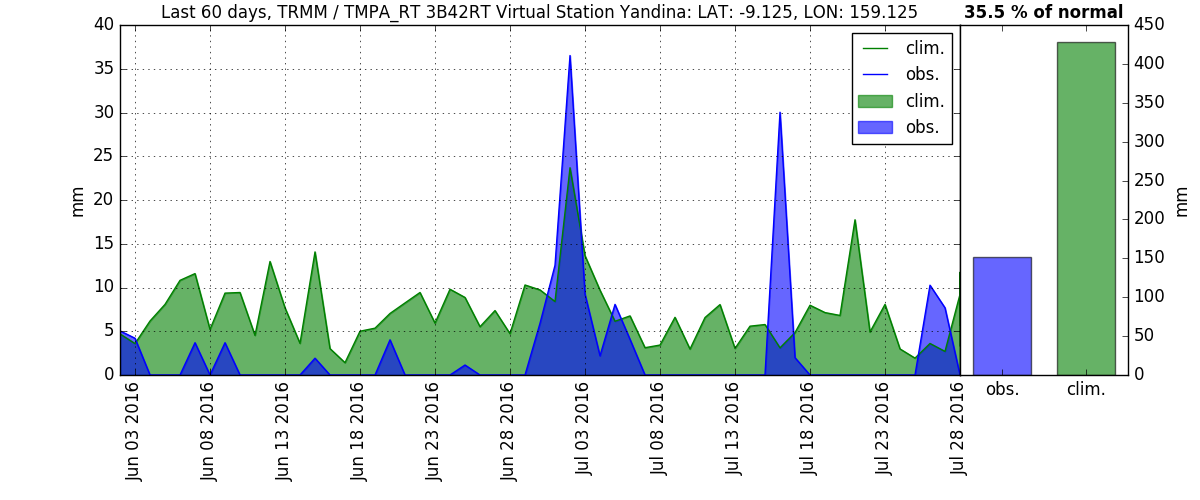 Last 60 days, TRMM / TMPA_RT 3B42RT Virtual Station Yandina: LAT: -9.125, LON: 159.125
35.5 % of normal
40
35
30
25
20
15
10
5
0
mm
clim.
obs.
clim.
obs.
Jun 03 2016
Jun 08 2016
Jun 13 2016
Jun 18 2016
Jun 23 2016
Jun 28 2016
Jul 03 2016
Jul 08 2016
Jul 13 2016
Jul 18 2016
Jul 23 2016
Jul 28 2016
450
400
350
300
250
200
150
100
50
0
mm
obs.
clim.